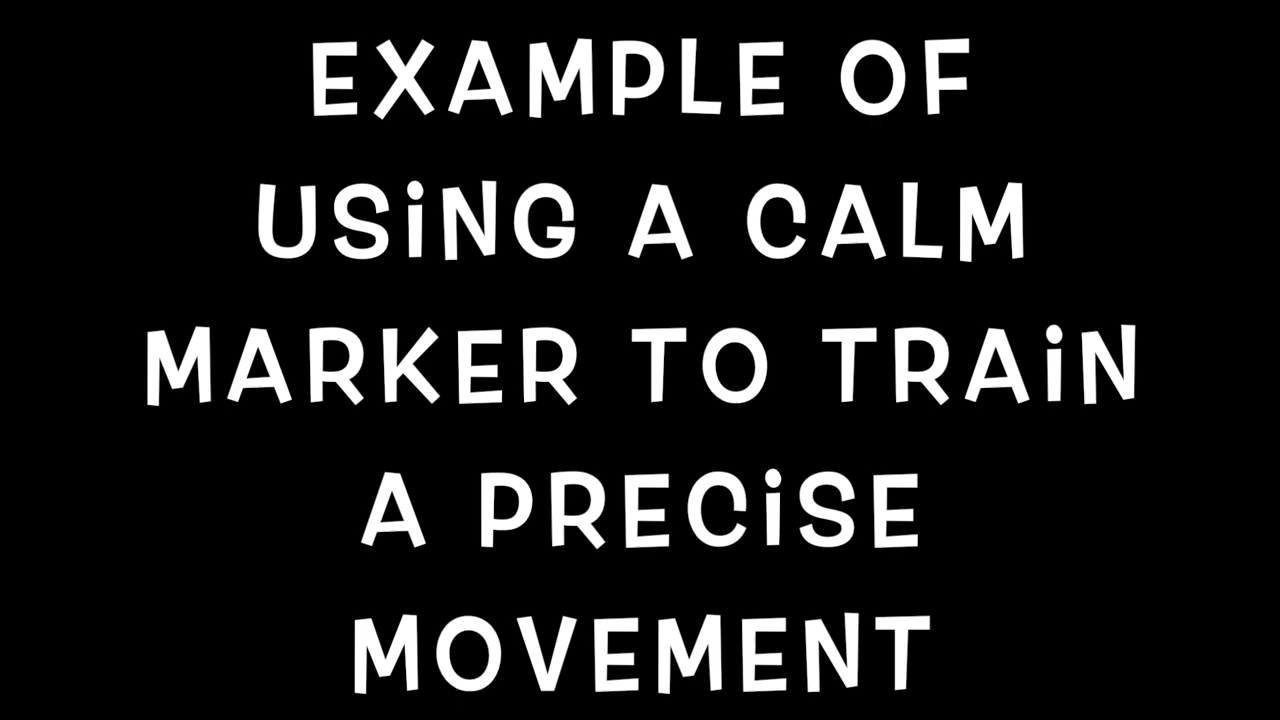 EXAMPLE OF
USiNG A CALM
MARKER TO TRAiN
A PRECiSE
MOVEMENT